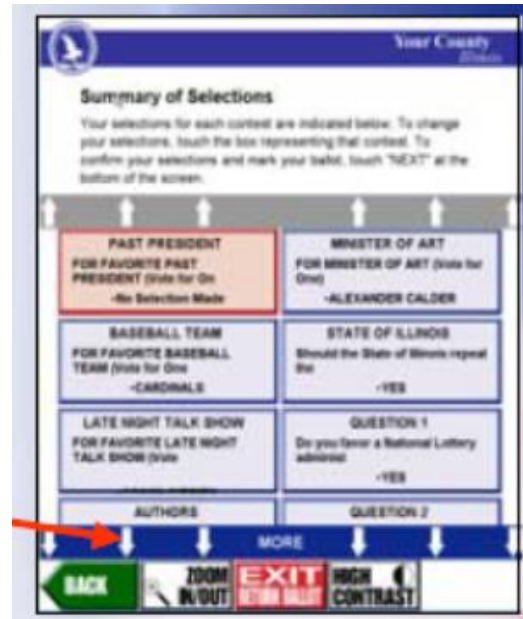 Your County
Illinois
Summary of Selections
Your selections for each contest are indicated below. To change
your selections, touch the box representing that contest. To
confirm your selections and mark your ballot, touch "NEXT" at the
bottom of the screen.
PAST PRESIDENT
FOR FAVORITE PAST
PRESIDENT (Vote for On
-No Selection Made
MINISTER OF ART
FOR MINISTER OF ART (Vote for
One)
-ALEXANDER CALDER
BASEBALL TEAM
FOR FAVORITE BASEBALL
TEAM (Vote for One
-CARDINALS
STATE OF ILLINOIS
Should the State of Illinois repeal
the
-YES
LATE NIGHT TALK SHOW
FOR FAVORITE LATE NIGHT
TALK SHOW (Vote
QUESTION 1
Do you favor a National Lottery
administ
-YES
AUTHORS
QUESTION 2
MORE
BACK
ZOOM
IN/OUT
EXIT
RETURN BALLOT
HIGH
CONTRAST